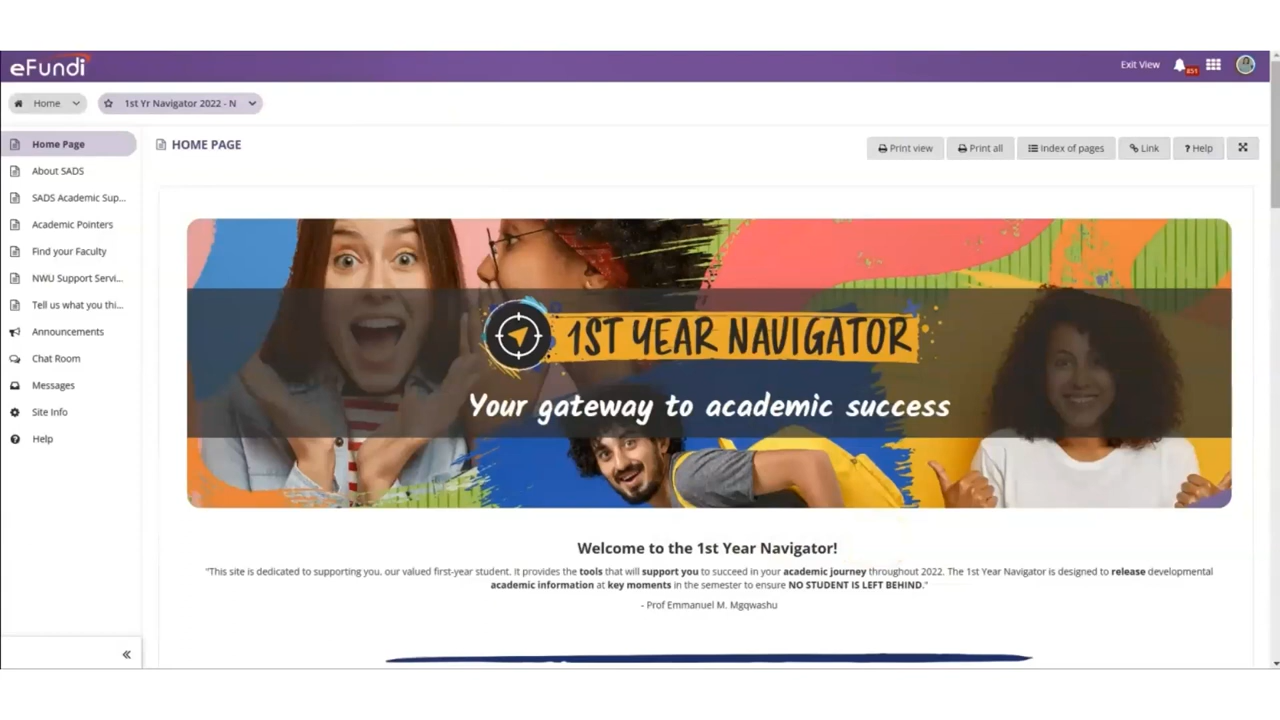 eFundi
Exit View
851
Home
1st Yr Navigator 2022 - N
Home Page
About SADS
SADS Academic Sup...
Academic Pointers
Find your Faculty
NWU Support Servi...
Tell us what you thi...
Announcements
Chat Room
Messages
Site Info
Help
HOME PAGE
Print view
Print all
Index of pages
Link
? Help
1ST YEAR NAVIGATOR
Your gateway to academic success
Welcome to the 1st Year Navigator!
"This site is dedicated to supporting you, our valued first-year student. It provides the tools that will support you to succeed in your academic journey throughout 2022. The 1st Year Navigator is designed to release developmental
academic information at key moments in the semester to ensure NO STUDENT IS LEFT BEHIND."
- Prof Emmanuel M. Mgqwashu